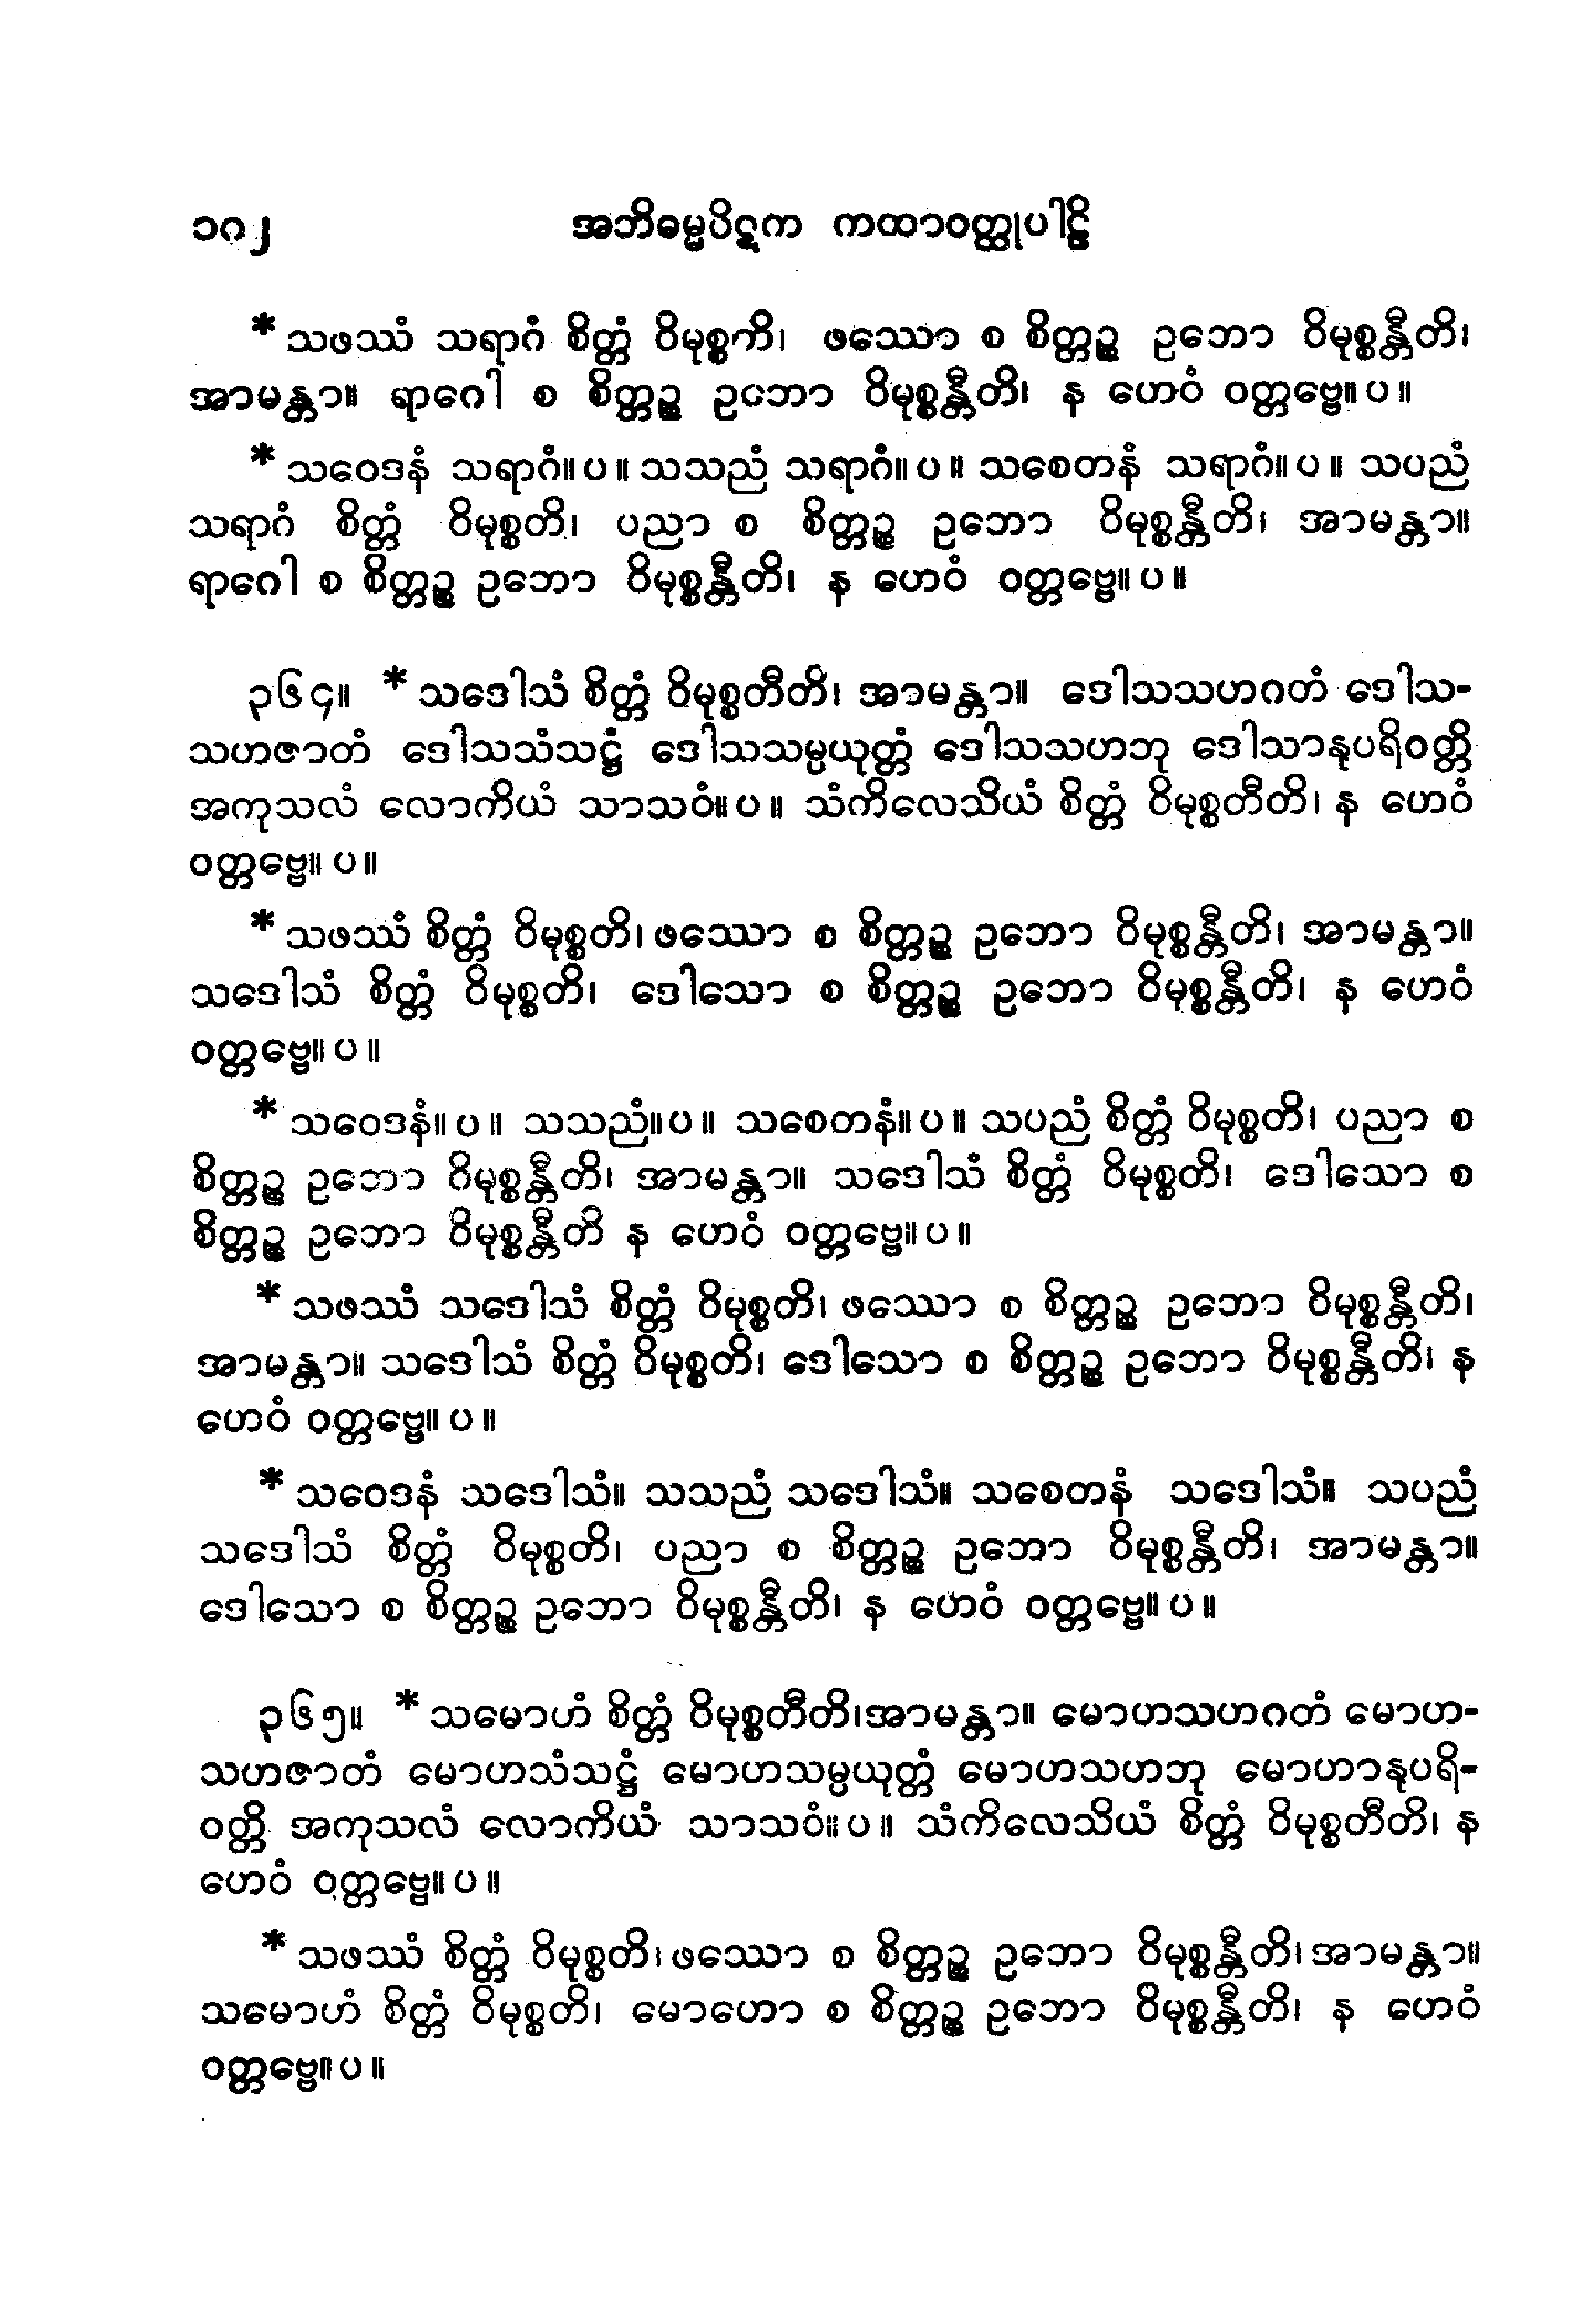 ၁၈၂ အဘိဓမ္မပိဋက ကထာဝတ္ထုပါဠိ
* သဖဿံ သရာဂံ စိတ္တံ ဝိမုစ္စကိ၊ ဖဿော စ စိတ္တဉ္စ ဥဘော ဝိမုစ္စန္တီတိ၊
အာမန္တာ။ ရာဂေါ စ စိတ္တဉ္စ ဥဘော ဝိမုစ္စန္တီတိ၊ န ဟေဝံ ဝတ္တဗ္ဗေ။ ပ ။
* သဝေဒနံ သရာဂံ။ ပ ။ သသညံ သရာဂံ။ ပ ။ သစေတနံ သရာဂံ။ ပ ။ သပညံ
သရာဂံ စိတ္တံ ဝိမုစ္စတိ၊ ပညာ စ စိတ္တဉ္စ ဥဘော ဝိမုစ္စန္တီတိ၊ အာမန္တာ။
ရာဂေါ စ စိတ္တဉ္စ ဥဘော ဝိမုစ္စန္တီတိ၊ န ဟေဝံ ဝတ္တဗ္ဗေ။ ပ ။
၃၆၄။ * သဒေါသံ စိတ္တံ ဝိမုစ္စတီတိ၊ အာမန္တာ။ ဒေါသသဟဂတံ ဒေါသ-
သဟဇာတံ ဒေါသသံသဋ္ဌံ ဒေါသသမ္ပယုတ္တံ ဒေါသသဟဘု ဒေါသာနုပရိဝတ္တိ
အကုသလံ လောကိယံ သာသဝံ။ ပ ။ သံကိလေသိယံ စိတ္တံ ဝိမုစ္စတီတိ၊ န ဟေဝံ
ဝတ္တဗ္ဗေ။ ပ ။
* သဖဿံ စိတ္တံ ဝိမုစ္စတိ၊ ဖဿော စ စိတ္တဉ္စ ဥဘော ဝိမုစ္စန္တီတိ၊ အာမန္တာ။
သဒေါသံ စိတ္တံ ဝိမုစ္စတိ၊ ဒေါသော စ စိတ္တဉ္စ ဥဘော ဝိမုစ္စန္တီတိ၊ န ဟေဝံ
ဝတ္တဗ္ဗေ။ ပ ။
* သဝေဒနံ။ ပ ။ သသညံ။ ပ ။ သစေတနံ။ ပ ။ သပညံ စိတ္တံ ဝိမုစ္စတိ၊ ပညာ စ
စိတ္တဉ္စ ဥဘော ဝိမုစ္စန္တီတိ၊ အာမန္တာ။ သဒေါသံ စိတ္တံ ဝိမုစ္စတိ၊ ဒေါသော စ
စိတ္တဉ္စ ဥဘော ဝိမုစ္စန္တီတိ န ဟေဝံ ဝတ္တဗ္ဗေ။ ပ ။
* သဖဿံ သဒေါသံ စိတ္တံ ဝိမုစ္စတိ၊ ဖဿော စ စိတ္တဉ္စ ဥဘော ဝိမုစ္စန္တီတိ၊
အာမန္တာ။ သဒေါသံ စိတ္တံ ဝိမုစ္စတိ၊ ဒေါသော စ စိတ္တဉ္စ ဥဘော ဝိမုစ္စန္တီတိ၊ န
ဟေဝံ ဝတ္တဗ္ဗေ။ ပ ။
* သဝေဒနံ သဒေါသံ။ သသညံ သဒေါသံ။ သစေတနံ သဒေါသံ။ သပညံ
သဒေါသံ စိတ္တံ ဝိမုစ္စတိ၊ ပညာ စ စိတ္တဉ္စ ဥဘော ဝိမုစ္စန္တီတိ၊ အာမန္တာ။
ဒေါသော စ စိတ္တဉ္စ ဥဘော ဝိမုစ္စန္တီတိ၊ န ဟေဝံ ဝတ္တဗ္ဗေ။ ပ ။
၃၆၅။ * သမောဟံ စိတ္တံ ဝိမုစ္စတီတိ၊အာမန္တာ။ မောဟသဟဂတံ မောဟ-
သဟဇာတံ မောဟသံသဋ္ဌံ မောဟသမ္ပယုတ္တံ မောဟသဟဘု မောဟာနုပရိ-
ဝတ္တိ အကုသလံ လောကိယံ သာသဝံ။ ပ ။ သံကိလေသိယံ စိတ္တံ ဝိမုစ္စတီတိ၊ န
ဟေဝံ ဝတ္တဗ္ဗေ။ ပ ။
* သဖဿံ စိတ္တံ ဝိမုစ္စတိ၊ ဖဿော စ စိတ္တဉ္စ ဥဘော ဝိမုစ္စန္တီတိ၊ အာမန္တာ။
သမောဟံ စိတ္တံ ဝိမုစ္စတိ၊ မောဟော စ စိတ္တဉ္စ ဥဘော ဝိမုစ္စန္တီတိ၊ န ဟေဝံ
ဝတ္တဗ္ဗေ။ ပ ။